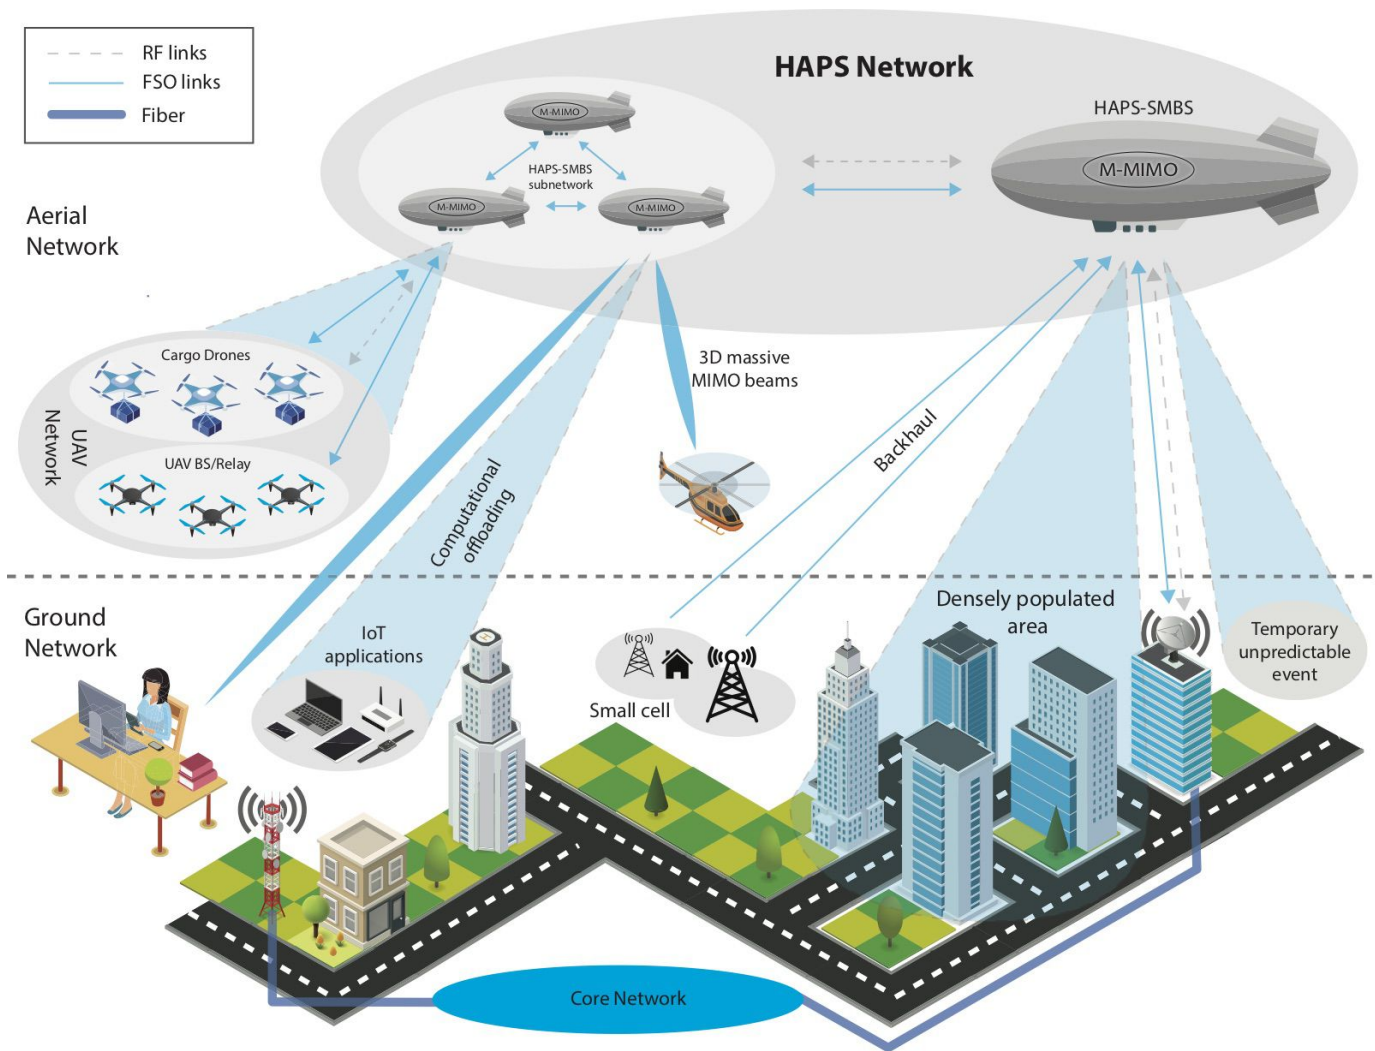 RF links
FSO links
Fiber
HAPS Network
HAPS-SMBS
M-MIMO
M-MIMO
HAPS-SMBS
subnetwork
M-MIMO
M-MIMO
Aerial
Network
Cargo Drones
UAV
Network
UAV BS/Relay
3D massive
MIMO beams
Backhaul
Computational
offloading
Ground
Network
IoT
applications
Small cell
Densely populated
area
Temporary
unpredictable
event
H
Core Network